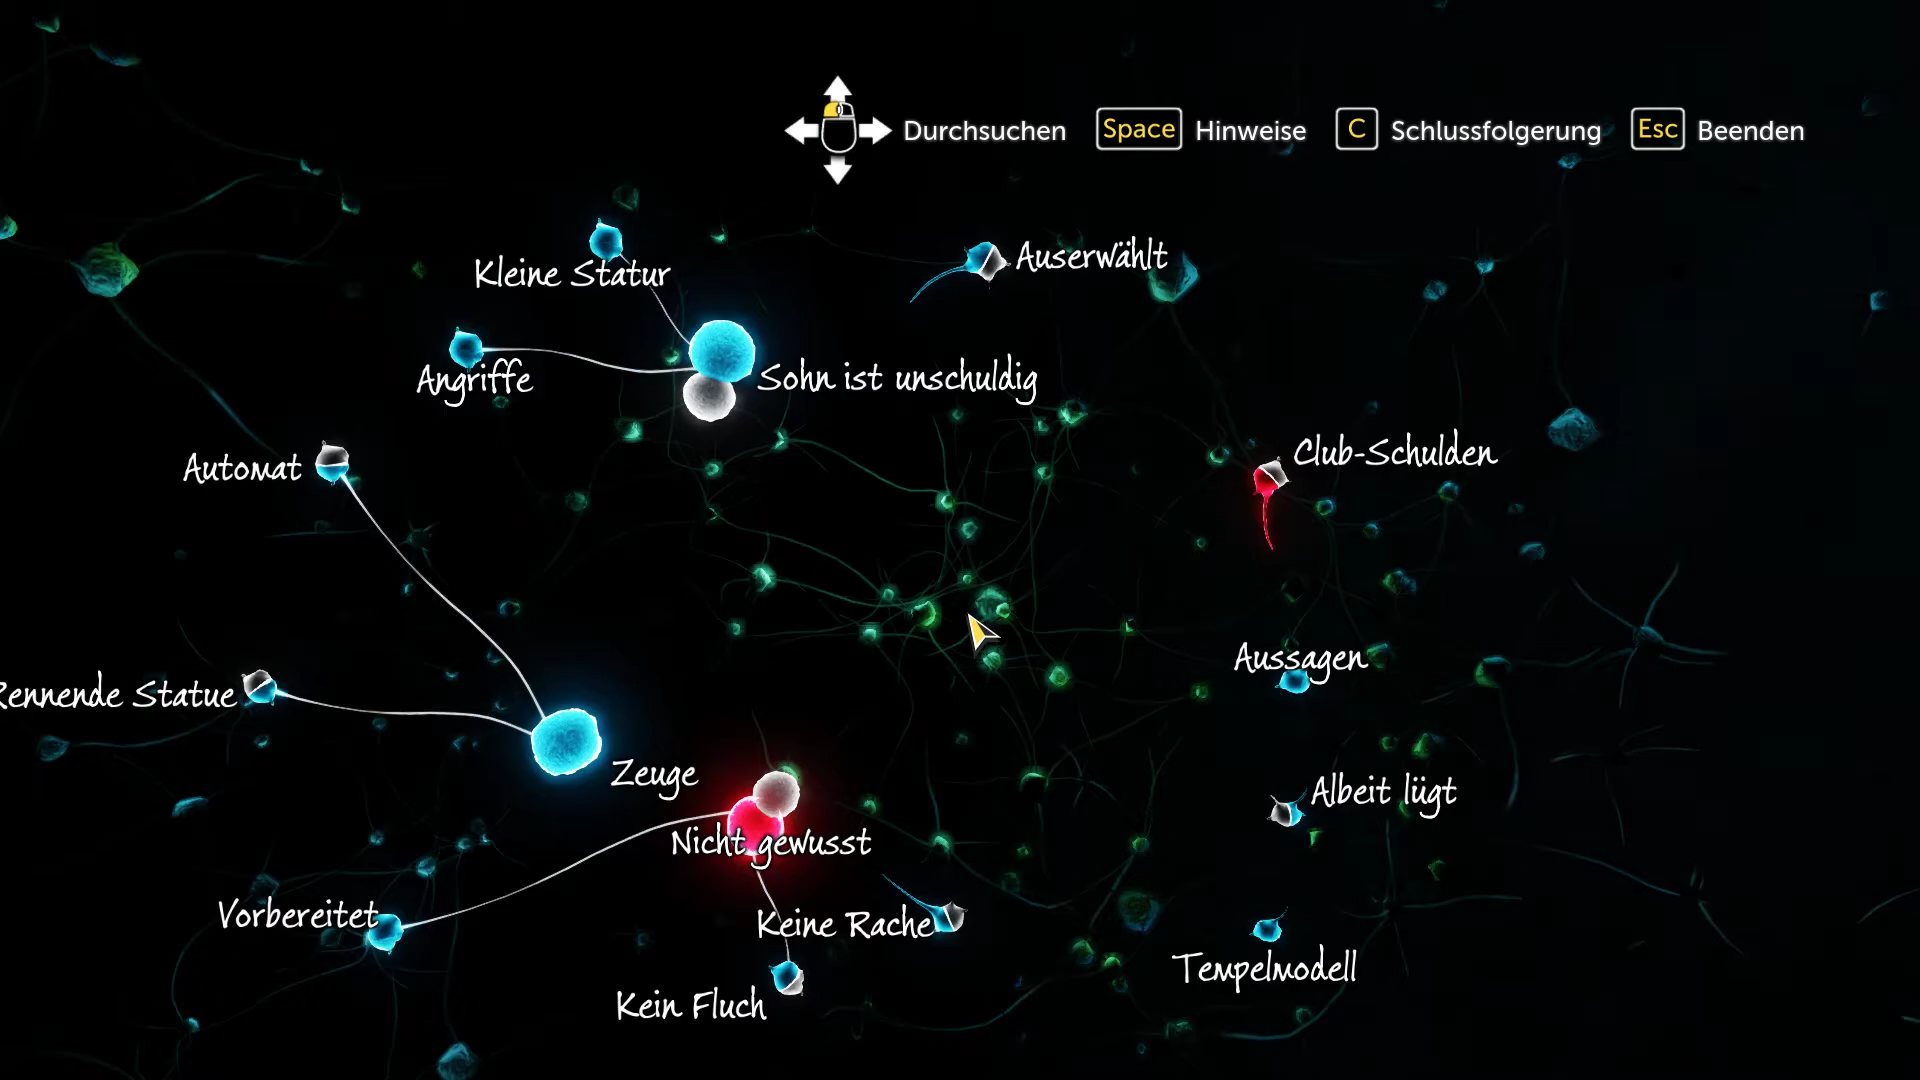 Durchsuchen
Space Hinweise
C Schlussfolgerung
Esc Beenden
Kleine Statur
Auserwählt
Angriffe
Sohn ist unschuldig
Automat
Club-Schulden
Aussagen
Rennende Statue
Zeuge
Albeit lügt
Nicht gewusst
Vorbereitet
Keine Rache
Tempelmodell
Kein Fluch